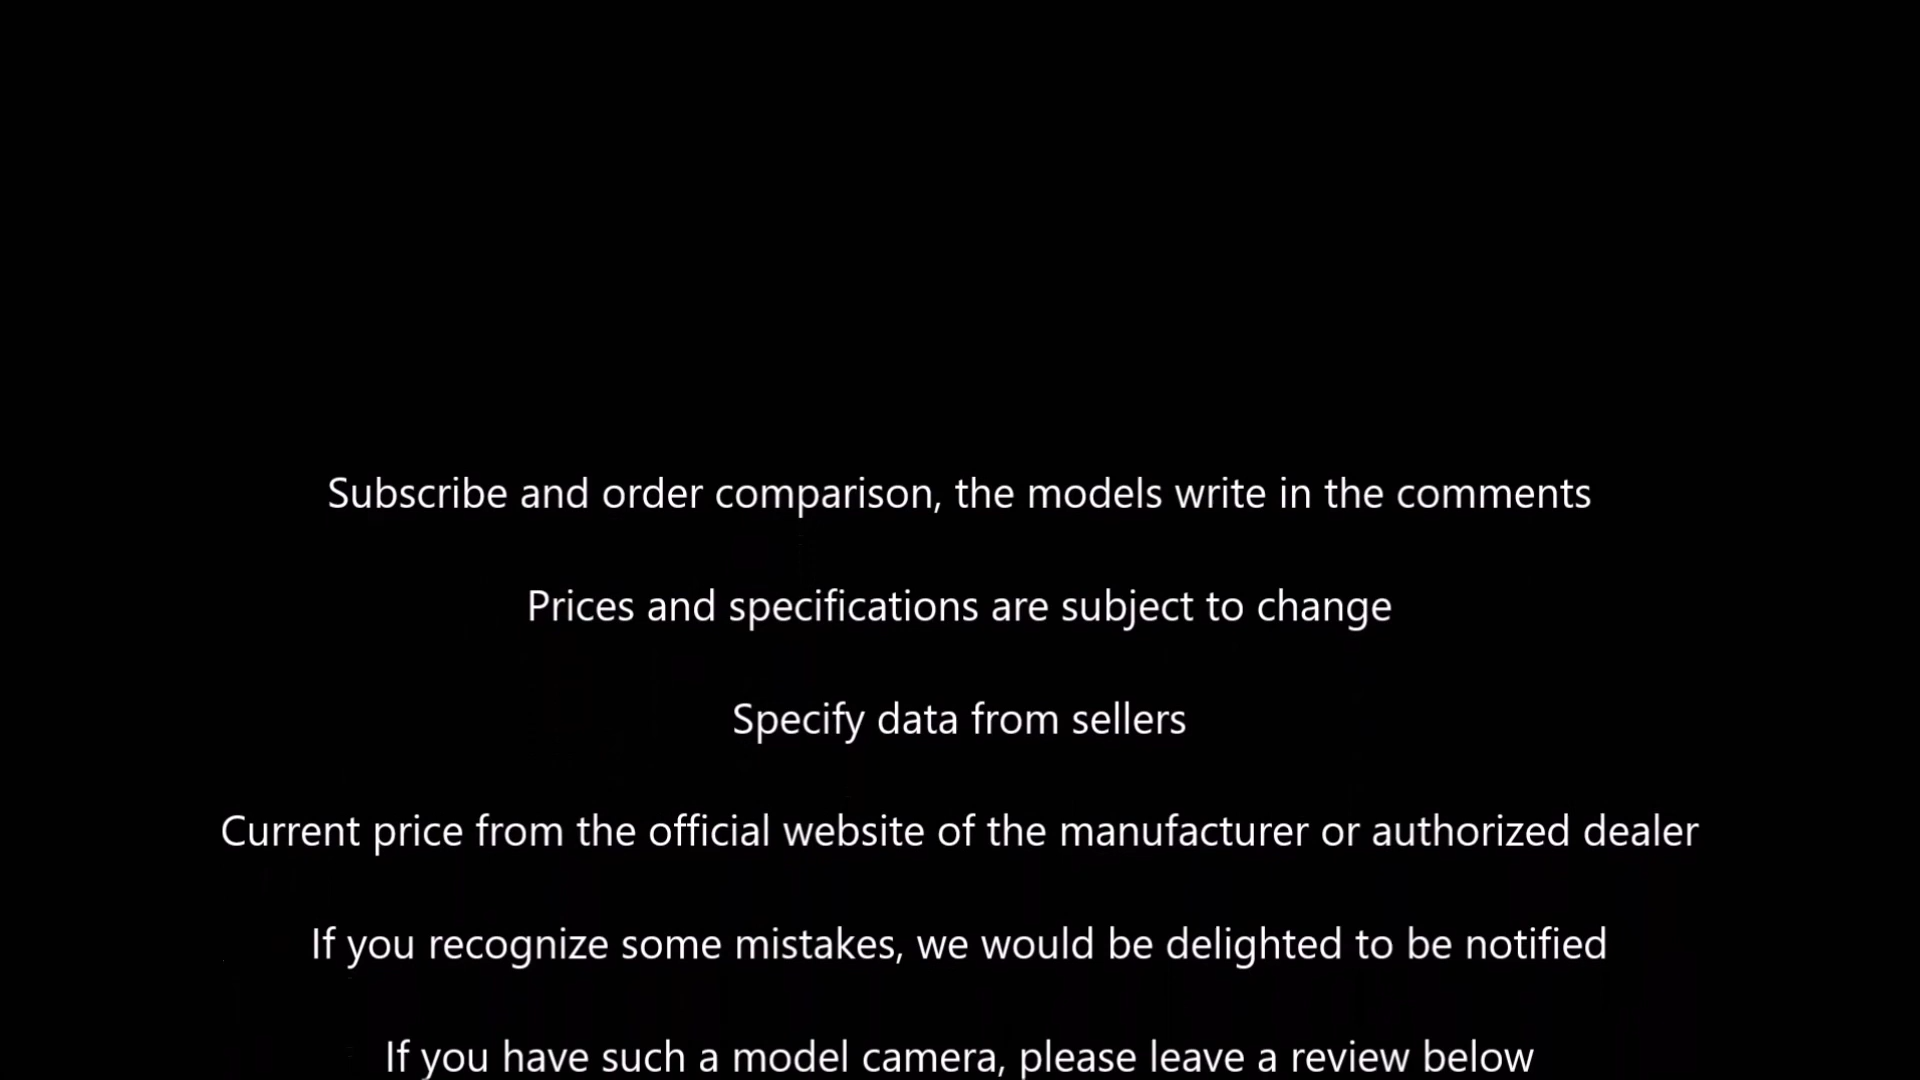 Subscribe and order comparison, the models write in the comments
Prices and specifications are subject to change
Specify data from sellers
Current price from the official website of the manufacturer or authorized dealer
If you recognize some mistakes, we would be delighted to be notified
If you have such a model camera, please leave a review below